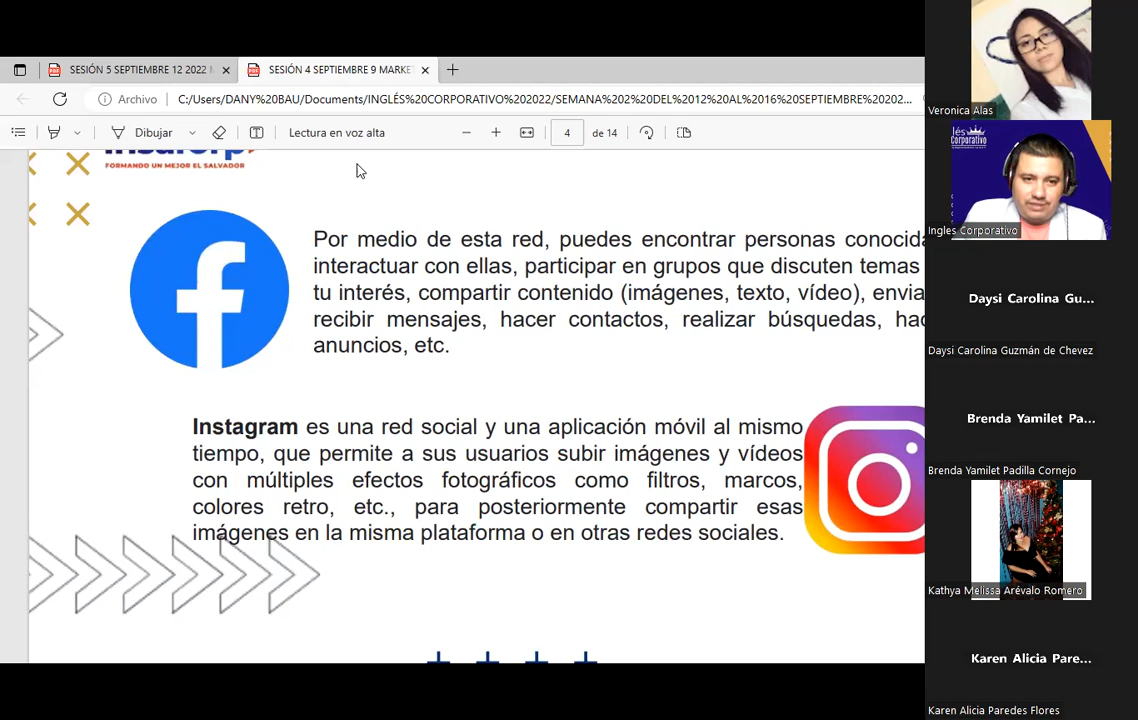 SESIÓN 5 SEPTIEMBRE 12 2022
SESIÓN 4 SEPTIEMBRE 9 MARKE
Archivo
C:/Users/DANY%20BAU/Documents/INGLÉS%20CORPORATIVO%202022/SEMANA%202%20DEL%2012%20AL%2016%20SEPTIEMBRE%20202...
Dibujar
Lectura en voz alta
4
de 14
FORMANDO UN MEJOR EL SALVADOR
Por medio de esta red, puedes encontrar personas conocida
interactuar con ellas, participar en grupos que discuten temas
tu interés, compartir contenido (imágenes, texto, vídeo), envia
recibir mensajes, hacer contactos, realizar búsquedas, hac
anuncios, etc.
Instagram es una red social y una aplicación móvil al mismo
tiempo, que permite a sus usuarios subir imágenes y vídeos
con múltiples efectos fotográficos como filtros, marcos,
colores retro, etc., para posteriormente compartir esas
imágenes en la misma plataforma o en otras redes sociales.
Veronica Alas
lés
Corporativo
Ingles Corporativo
Daysi Carolina Gu...
Daysi Carolina Guzmán de Chevez
Brenda Yamilet Pa...
Brenda Yamilet Padilla Cornejo
Kathya Melissa Arévalo Romero
Karen Alicia Pare...
Karen Alicia Paredes Flores